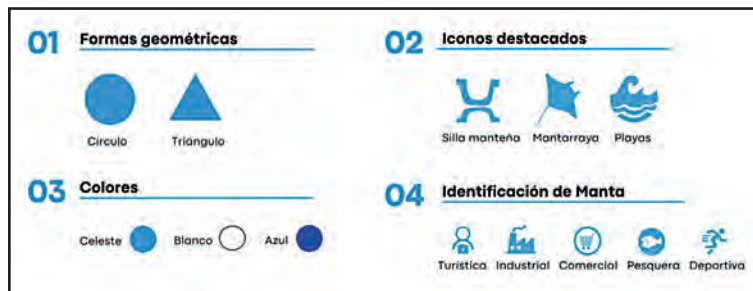 01 Formas geométricas
Círculo Triángulo
02 Iconos destacados
Silla manteña Mantarraya Playas
03 Colores
Celeste Blanco Azul
04 Identificación de Manta
Turística Industrial Comercial Pesquera Deportiva